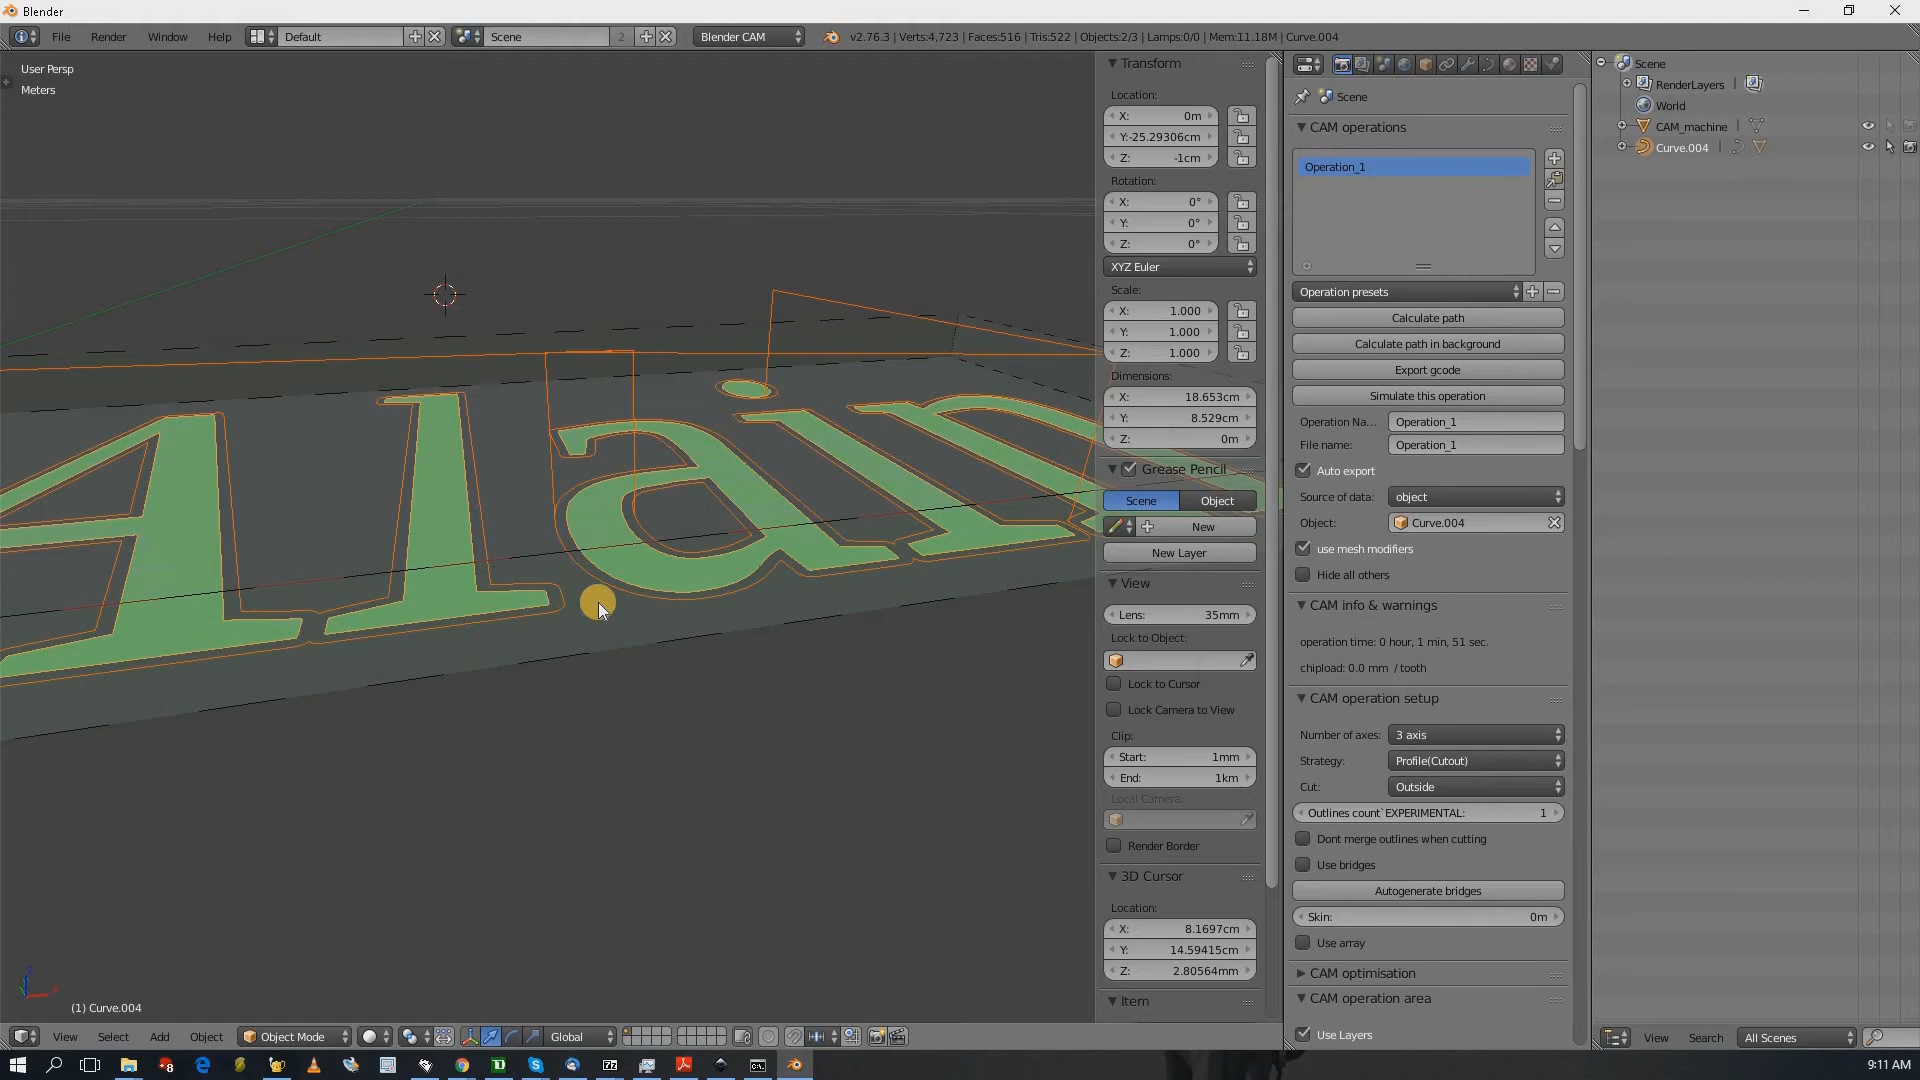 Blender
File Render Window Help Default Scene 2 Blender CAM v2.76.3 | Verts:4,723 | Faces:516 | Tris:522 | Objects:2/3 | Lamps:0/0 | Mem:11.18M | Curve.004
User Persp
Meters
Alain
(1) Curve.004
View Select Add Object Object Mode Global
Transform
Location:
X: 0m
Y:-25.29306cm
Z: -1cm
Rotation:
X: 0°
Y: 0°
Z: 0°
XYZ Euler
Scale:
X: 1.000
Y: 1.000
Z: 1.000
Dimensions:
X: 18.653cm
Y: 8.529cm
Z: 0m
Grease Pencil
Scene Object
New
New Layer
View
Lens: 35mm
Lock to Object:
Lock to Cursor
Lock Camera to View
Clip:
Start: 1mm
End: 1km
Local Camera:
Render Border
3D Cursor
Location:
X: 8.1697cm
Y: 14.59415cm
Z: 2.80564mm
Item
Scene
CAM operations
Operation_1
Operation presets
Calculate path
Calculate path in background
Export gcode
Simulate this operation
Operation Na... Operation_1
File name: Operation_1
Auto export
Source of data: object
Object: Curve.004
use mesh modifiers
Hide all others
CAM info & warnings
operation time: 0 hour, 1 min, 51 sec.
chipload: 0.0 mm / tooth
CAM operation setup
Number of axes: 3 axis
Strategy: Profile(Cutout)
Cut: Outside
Outlines count`EXPERIMENTAL: 1
Dont merge outlines when cutting
Use bridges
Autogenerate bridges
Skin: 0m
Use array
CAM optimisation
CAM operation area
Use Layers
Scene
RenderLayers
World
CAM_machine
Curve.004
View Search All Scenes
9:11 AM